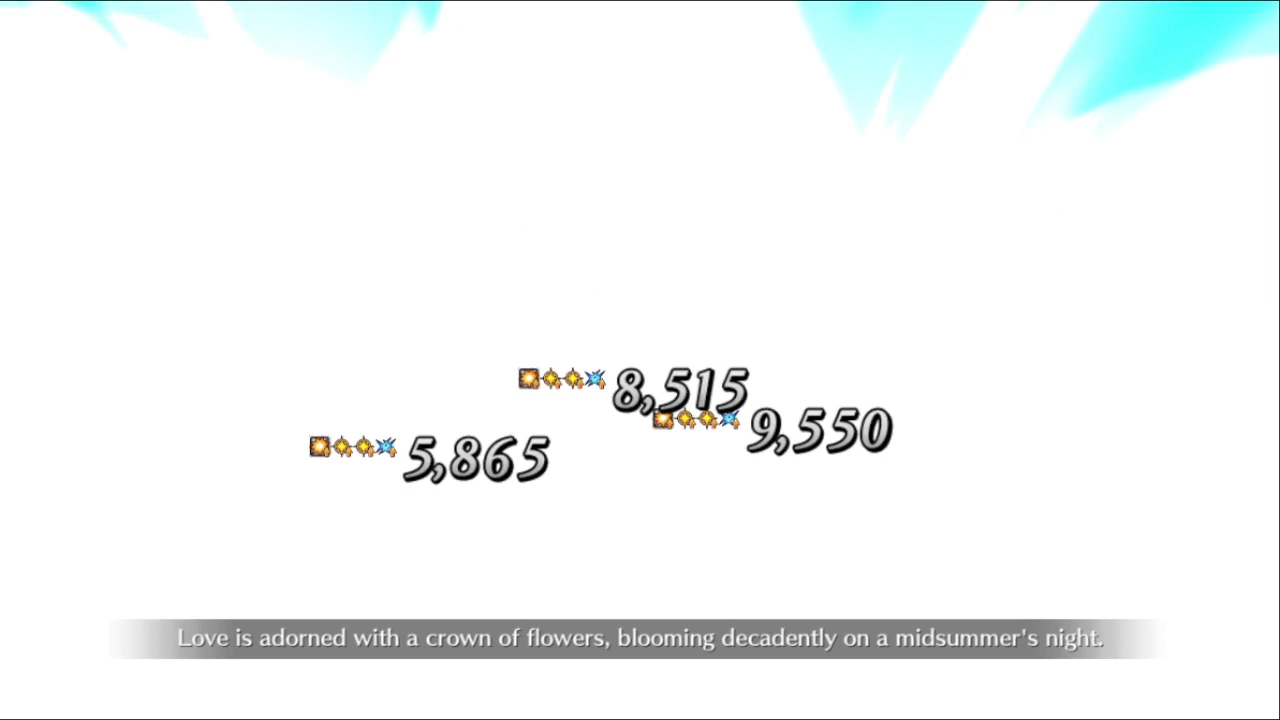 8,515
9,550
5,865
Love is adorned with a crown of flowers, blooming decadently on a midsummer's night.